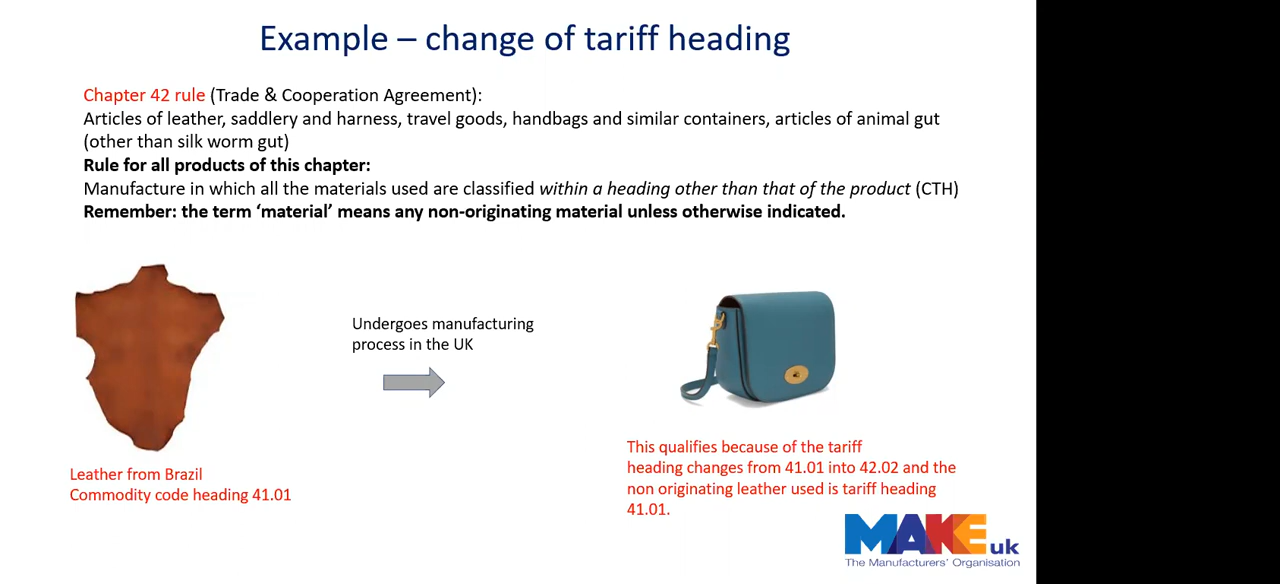 Example – change of tariff heading
Chapter 42 rule (Trade & Cooperation Agreement):
Articles of leather, saddlery and harness, travel goods, handbags and similar containers, articles of animal gut
(other than silk worm gut)
Rule for all products of this chapter:
Manufacture in which all the materials used are classified within a heading other than that of the product (CTH)
Remember: the term ‘material’ means any non-originating material unless otherwise indicated.
Undergoes manufacturing
process in the UK
Leather from Brazil
Commodity code heading 41.01
This qualifies because of the tariff
heading changes from 41.01 into 42.02 and the
non originating leather used is tariff heading
41.01.
MAKE uk
The Manufacturers' Organisation